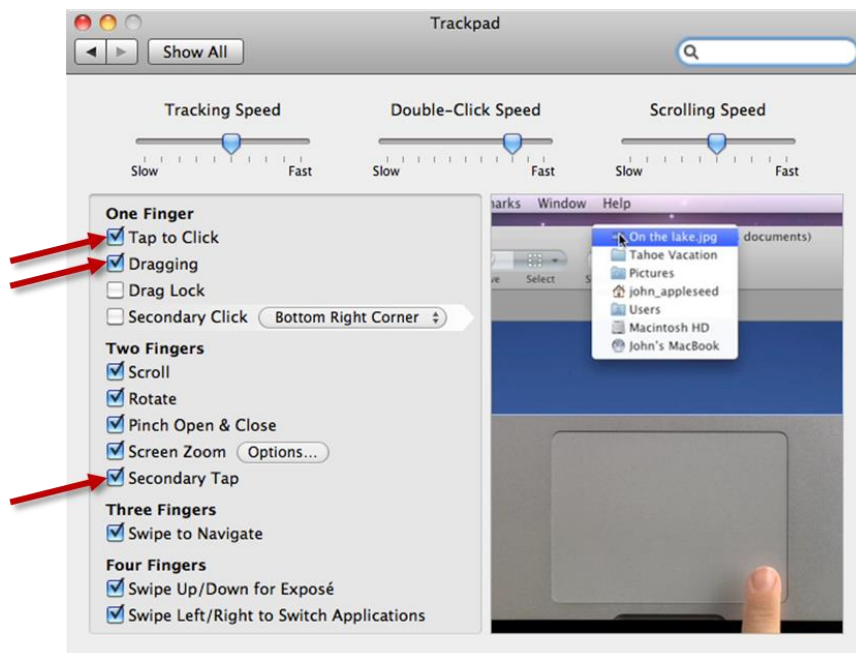 Trackpad
Show All
Tracking Speed
Double-Click Speed
Scrolling Speed
Slow Fast
Slow Fast
Slow Fast
One Finger
Tap to Click
Dragging
Drag Lock
Secondary Click Bottom Right Corner
Two Fingers
Scroll
Rotate
Pinch Open & Close
Screen Zoom Options...
Secondary Tap
Three Fingers
Swipe to Navigate
Four Fingers
Swipe Up/Down for Exposé
Swipe Left/Right to Switch Applications
arks Window Help
On the lake.jpg documents)
Tahoe Vacation
Pictures
john_appleseed
Users
Macintosh HD
John's MacBook
Select